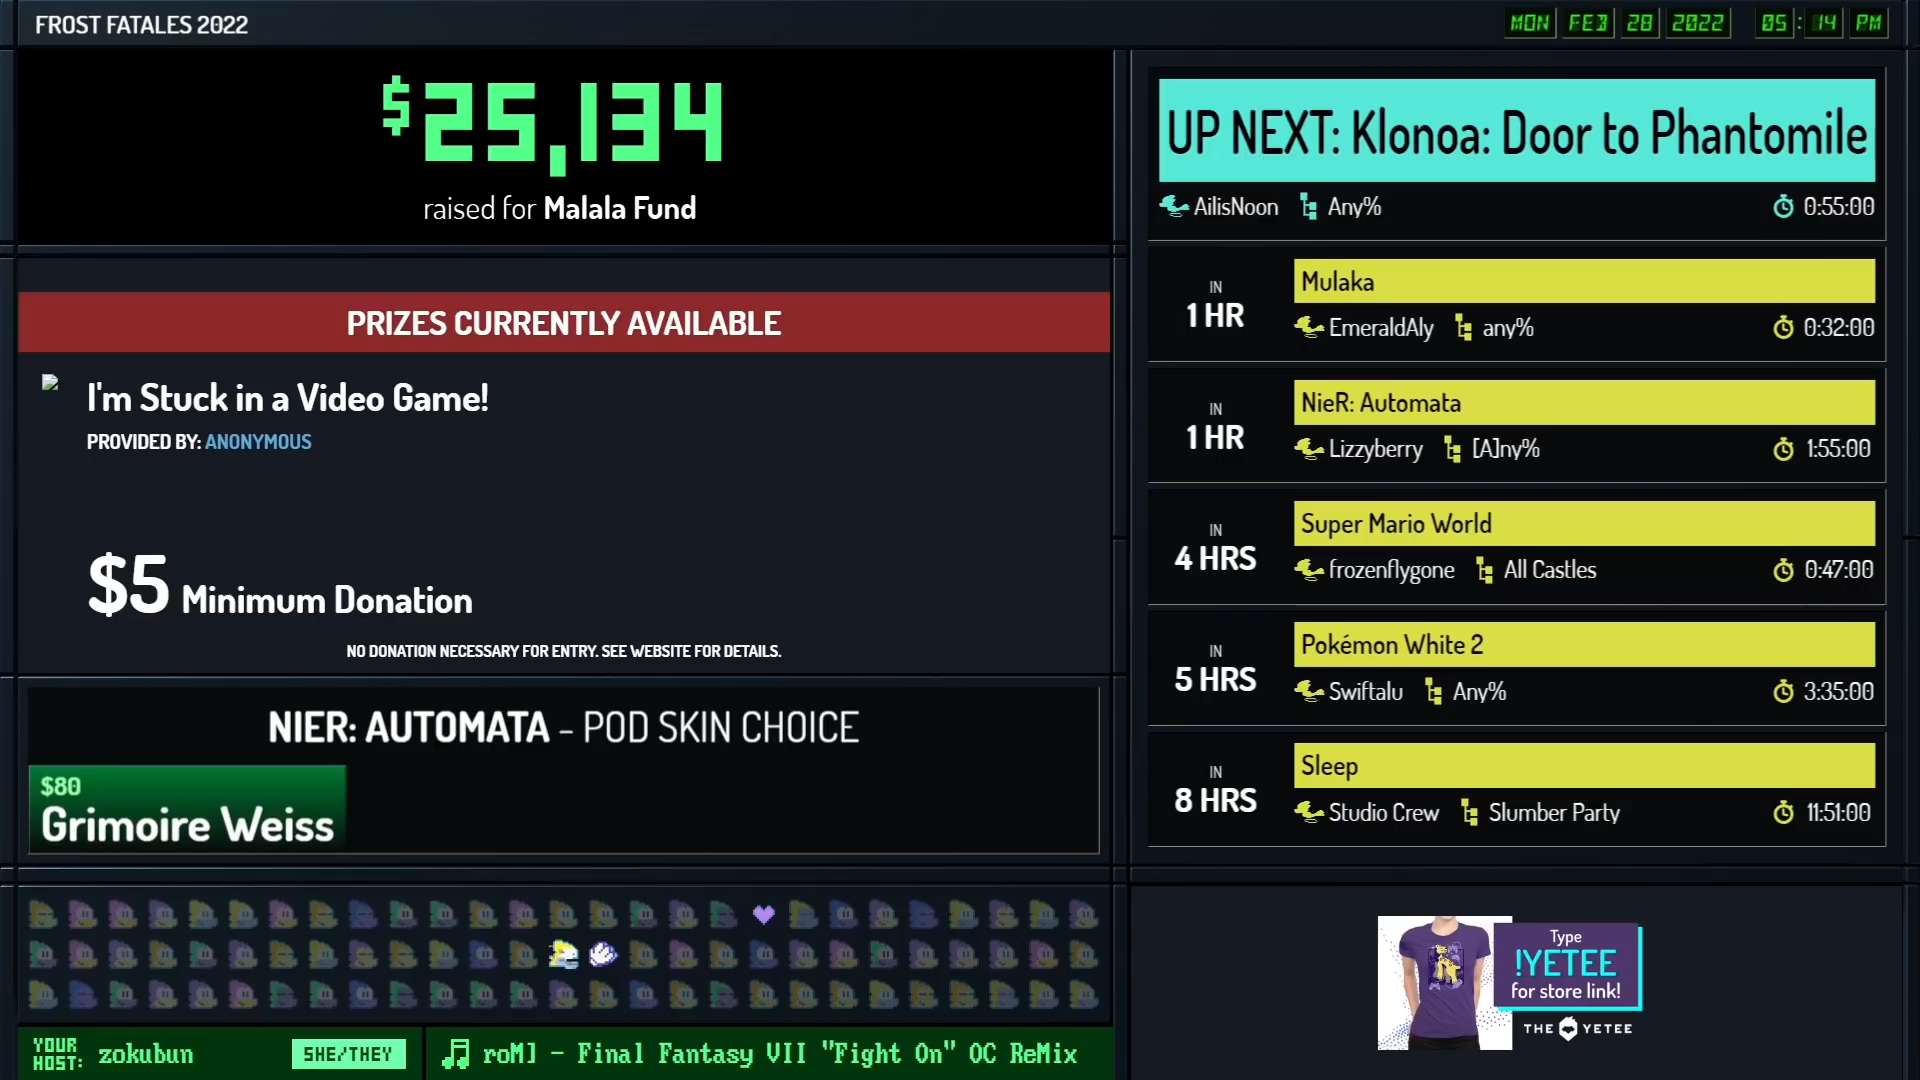 FROST FATALES 2022
MON FEB 28 2022 05:14 PM
$25,134
raised for Malala Fund
PRIZES CURRENTLY AVAILABLE
I'm Stuck in a Video Game!
PROVIDED BY: ANONYMOUS
$5 Minimum Donation
NO DONATION NECESSARY FOR ENTRY. SEE WEBSITE FOR DETAILS.
NIER: AUTOMATA - POD SKIN CHOICE
$80
Grimoire Weiss
YOUR HOST: zokubun SHE/THEY
roM] - Final Fantasy VII "Fight On" OC ReMix
UP NEXT: Klonoa: Door to Phantomile
AilisNoon Any% 0:55:00
IN 1 HR
Mulaka
EmeraldAly any% 0:32:00
IN 1 HR
NieR: Automata
Lizzyberry [A]ny% 1:55:00
IN 4 HRS
Super Mario World
frozenflygone All Castles 0:47:00
IN 5 HRS
Pokémon White 2
Swiftalu Any% 3:35:00
IN 8 HRS
Sleep
Studio Crew Slumber Party 11:51:00
Type
!YETEE
for store link!
THE YETEE